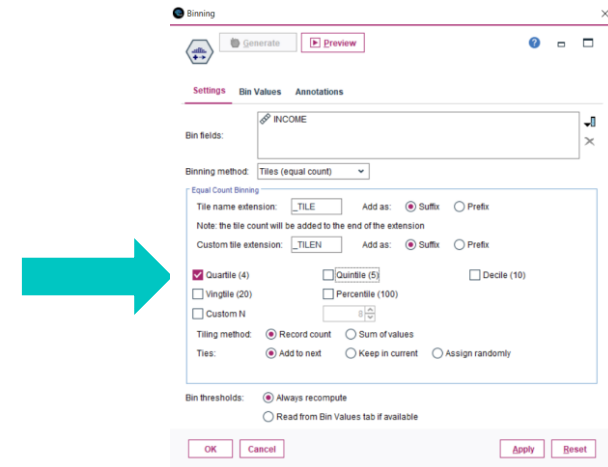 Binning
Generate Preview
?
Settings Bin Values Annotations
INCOME
Bin fields:
Binning method: Tiles (equal count)
Equal Count Binning
Tile name extension: _TILE Add as: Suffix Prefix
Note: the tile count will be added to the end of the extension
Custom tile extension: _TILEN Add as: Suffix Prefix
Quartile (4) Quintile (5) Decile (10)
Vingtile (20) Percentile (100)
Custom N 8
Tiling method: Record count Sum of values
Ties: Add to next Keep in current Assign randomly
Bin thresholds: Always recompute
Read from Bin Values tab if available
OK Cancel Apply Reset